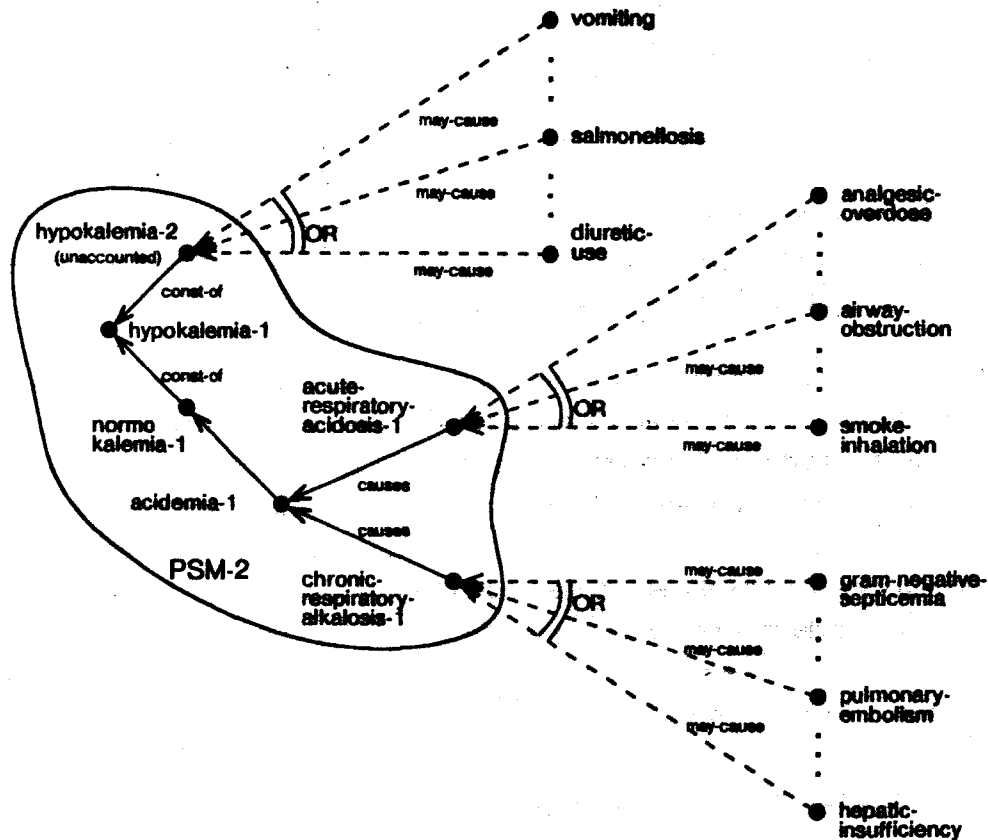 vomiting
may-cause
salmonellosis
may-cause
analgesic-
overdose
hypokalemia-2
(unaccounted)
OR
diuretic-
use
may-cause
const-of
hypokalemia-1
airway-
obstruction
const-of
may-cause
acute-
respiratory-
acidosis-1
OR
normo
kalemia-1
may-cause
smoke-
inhalation
causes
acidemia-1
causes
PSM-2
chronic-
respiratory-
alkalosis-1
may-cause
OR
gram-negative-
septicemia
may-cause
pulmonary-
embolism
may-cause
hepatic-
insufficiency